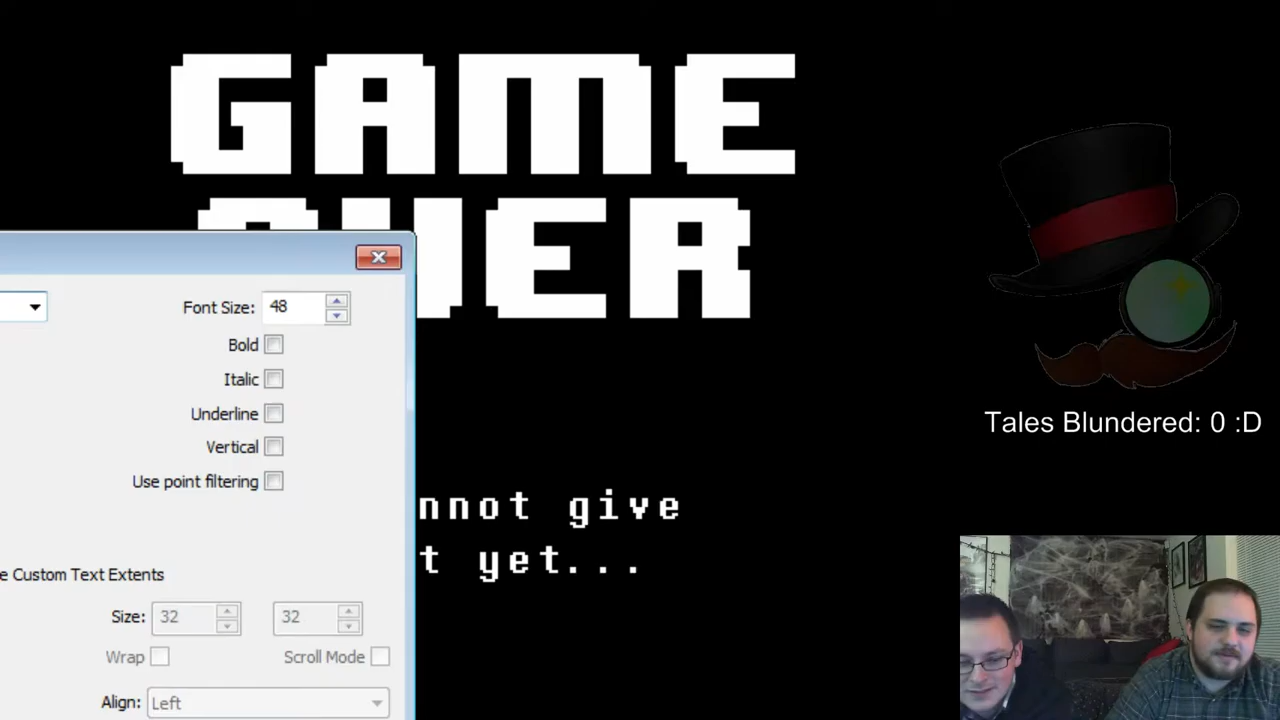 GAME
OVER
Font Size: 48
Bold
Italic
Underline
Vertical
Use point filtering
Tales Blundered: 0 :D
nnot give
t yet...
e Custom Text Extents
Size: 32 32
Wrap Scroll Mode
Align: Left